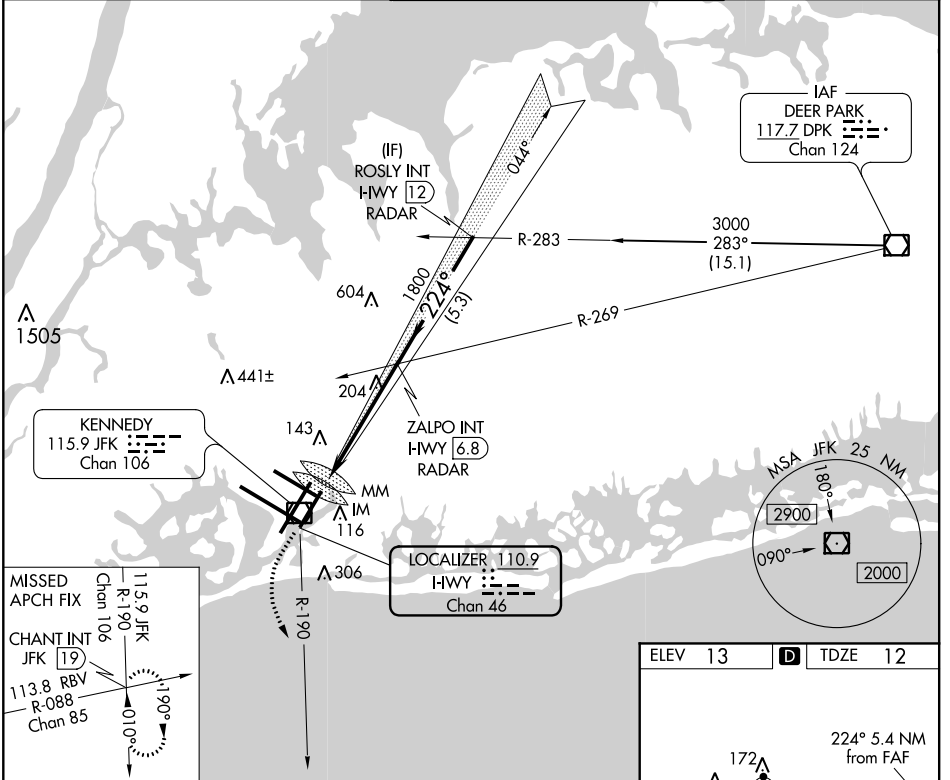 IAF
DEER PARK
117.7 DPK
Chan 124
(IF)
ROSLY INT
I-HWY 12
RADAR
044°
3000
R-283
283°
(15.1)
1800
224°
(5.3)
604
R-269
1505
441±
204
KENNEDY
115.9 JFK
Chan 106
143
ZALPO INT
I-HWY 6.8
RADAR
MM
IM
116
MSA JFK 25 NM
180°
2900
090°
2000
LOCALIZER 110.9
I-IWY
Chan 46
306
R-190
MISSED
APCH FIX
115.9 JFK
R-190
Chan 106
CHANT INT
JFK 19
113.8 RBV
R-088
Chan 85
190°
010°
ELEV 13 D TDZE 12
172
224° 5.4 NM
from FAF